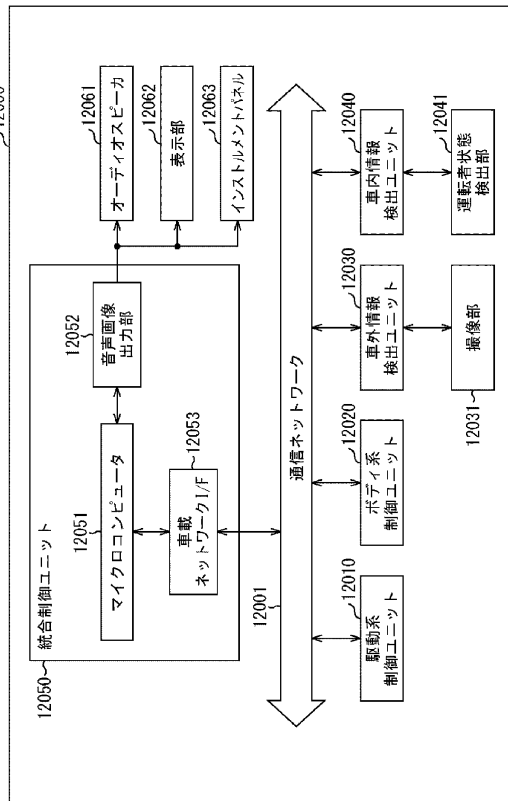 12050
統合制御ユニット
12051
マイクロコンピュータ
12052
音声画像
出力部
12053
車載
ネットワークI/F
12061
オーディオスピーカ
12062
表示部
12063
インストルメントパネル
12001
通信ネットワーク
12010
駆動系
制御ユニット
12020
ボディ系
制御ユニット
12030
車外情報
検出ユニット
12040
車内情報
検出ユニット
12031
撮像部
12041
運転者状態
検出部